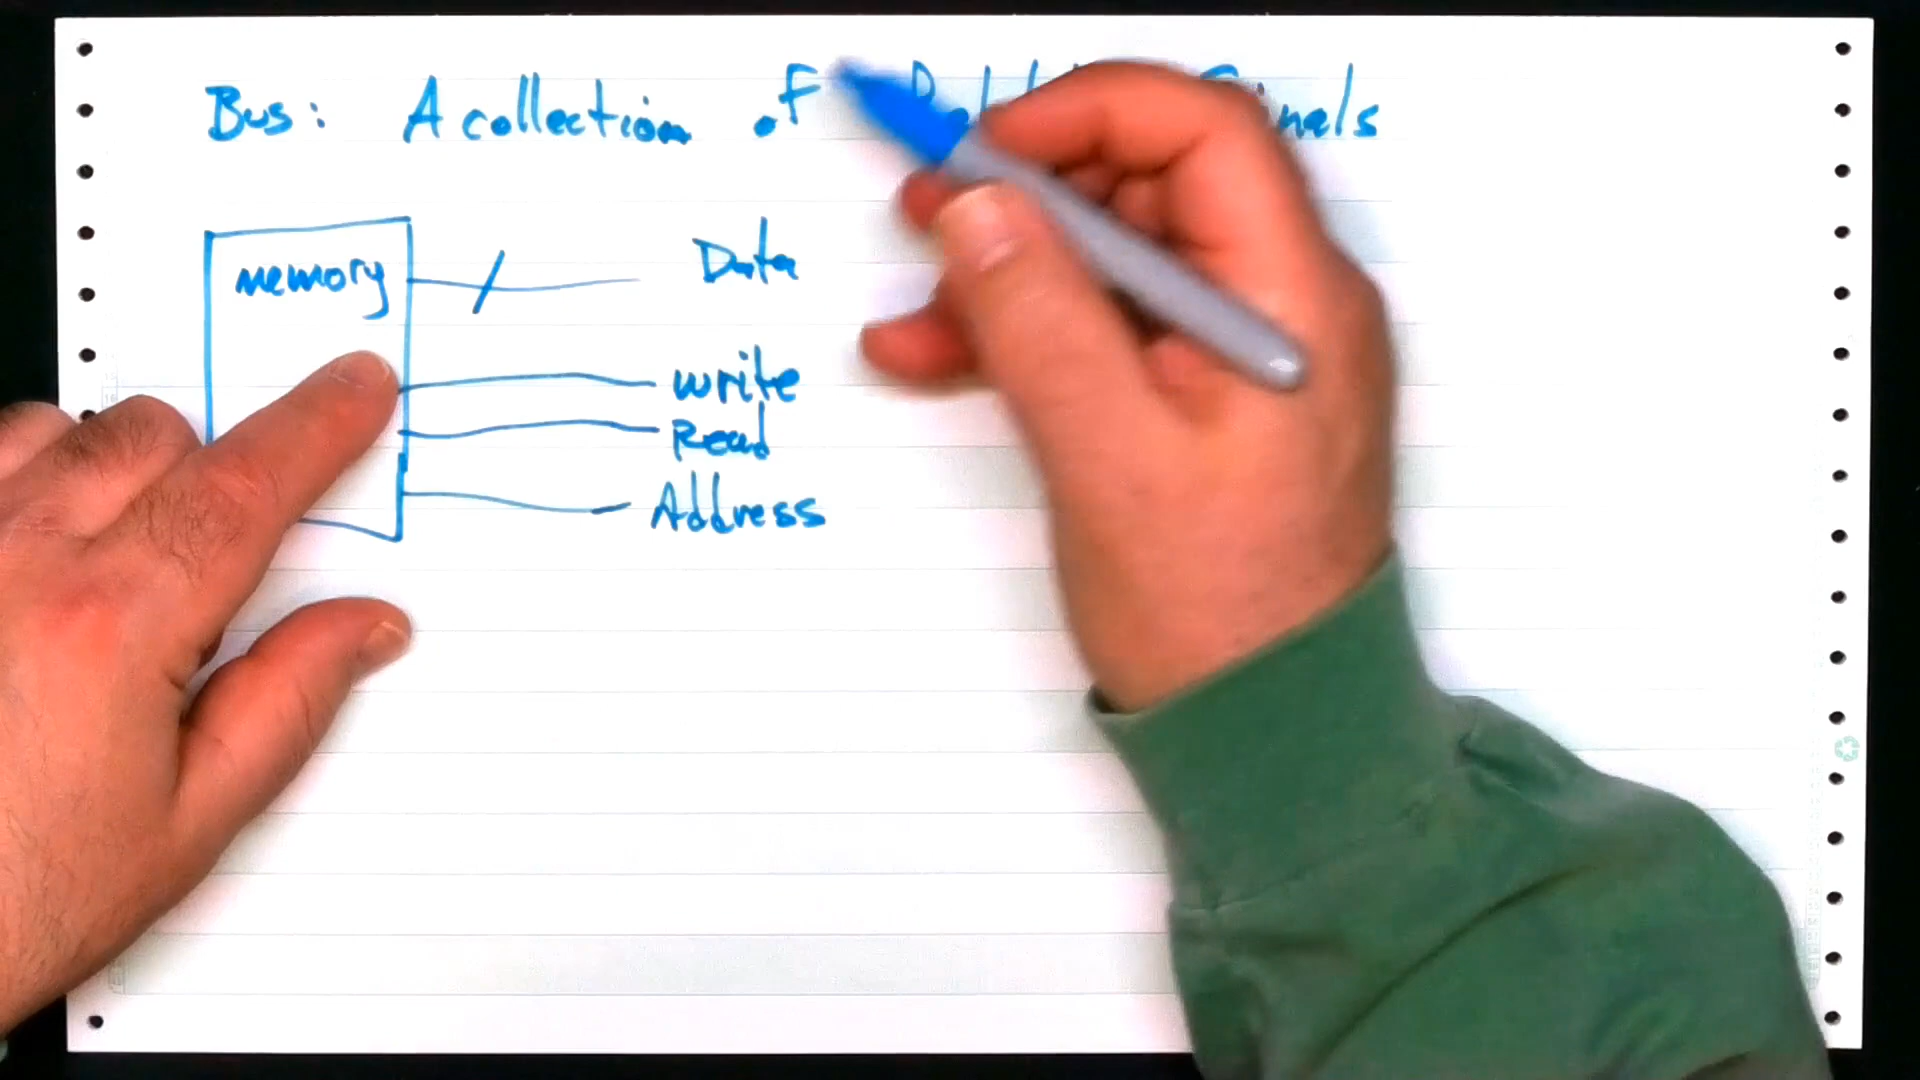 Bus: A collection of
memory
Data
write
Read
Address